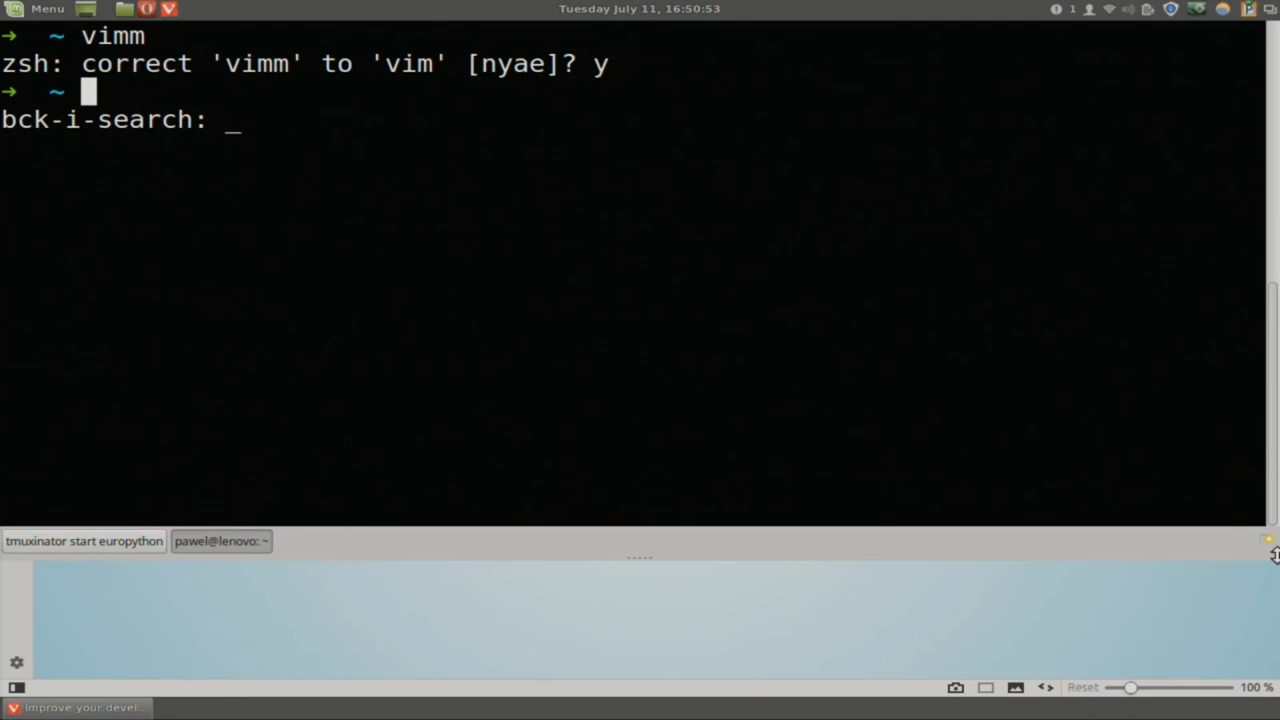 Menu
Tuesday July 11, 16:50:53
1
→ ~ vimm
zsh: correct 'vimm' to 'vim' [nyae]? y
→ ~
bck-i-search: _
tmuxinator start europython
pawel@lenovo: ~
Reset
100 %
Improve your devel...